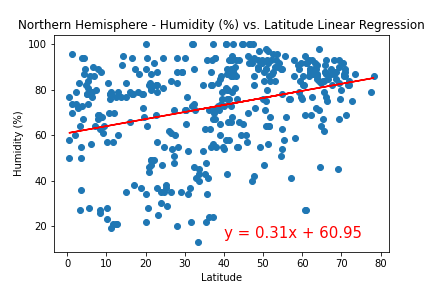 Northern Hemisphere - Humidity (%) vs. Latitude Linear Regression
100
80
60
40
20
Humidity (%)
y = 0.31x + 60.95
0 10 20 30 40 50 60 70 80
Latitude